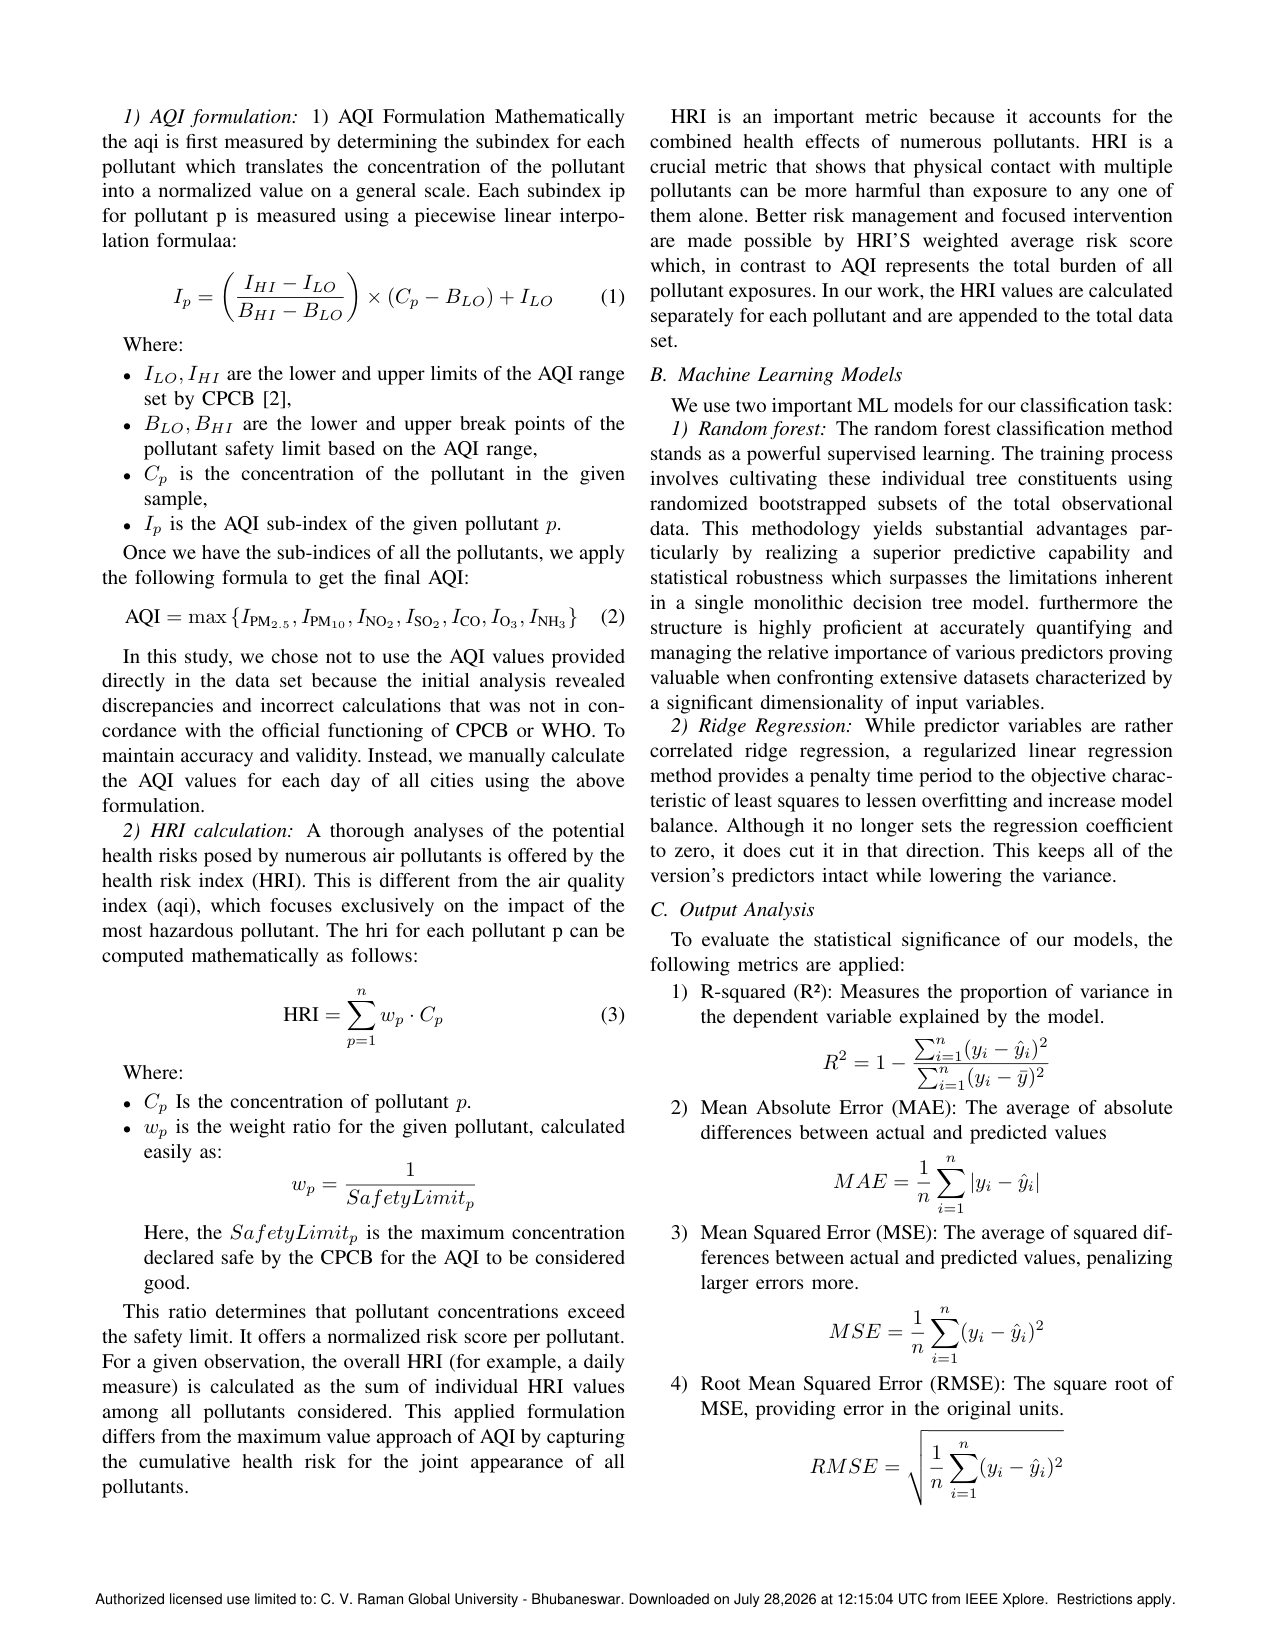 1) AQI formulation: 1) AQI Formulation Mathematically
the aqi is first measured by determining the subindex for each
pollutant which translates the concentration of the pollutant
into a normalized value on a general scale. Each subindex ip
for pollutant p is measured using a piecewise linear interpo-
lation formulaa:
I_p = ( (I_{HI} − I_{LO}) / (B_{HI} − B_{LO}) ) × (C_p − B_{LO}) + I_{LO} (1)
Where:
• I_{LO}, I_{HI} are the lower and upper limits of the AQI range
set by CPCB [2],
• B_{LO}, B_{HI} are the lower and upper break points of the
pollutant safety limit based on the AQI range,
• C_p is the concentration of the pollutant in the given
sample,
• I_p is the AQI sub-index of the given pollutant p.
Once we have the sub-indices of all the pollutants, we apply
the following formula to get the final AQI:
AQI = max {I_{PM_{2.5}}, I_{PM_{10}}, I_{NO_2}, I_{SO_2}, I_{CO}, I_{O_3}, I_{NH_3}} (2)
In this study, we chose not to use the AQI values provided
directly in the data set because the initial analysis revealed
discrepancies and incorrect calculations that was not in con-
cordance with the official functioning of CPCB or WHO. To
maintain accuracy and validity. Instead, we manually calculate
the AQI values for each day of all cities using the above
formulation.
2) HRI calculation: A thorough analyses of the potential
health risks posed by numerous air pollutants is offered by the
health risk index (HRI). This is different from the air quality
index (aqi), which focuses exclusively on the impact of the
most hazardous pollutant. The hri for each pollutant p can be
computed mathematically as follows:
HRI = ∑_{p=1}^{n} w_p · C_p (3)
Where:
• C_p Is the concentration of pollutant p.
• w_p is the weight ratio for the given pollutant, calculated
easily as:
w_p = 1 / SafetyLimit_p
Here, the SafetyLimit_p is the maximum concentration
declared safe by the CPCB for the AQI to be considered
good.
This ratio determines that pollutant concentrations exceed
the safety limit. It offers a normalized risk score per pollutant.
For a given observation, the overall HRI (for example, a daily
measure) is calculated as the sum of individual HRI values
among all pollutants considered. This applied formulation
differs from the maximum value approach of AQI by capturing
the cumulative health risk for the joint appearance of all
pollutants.
HRI is an important metric because it accounts for the
combined health effects of numerous pollutants. HRI is a
crucial metric that shows that physical contact with multiple
pollutants can be more harmful than exposure to any one of
them alone. Better risk management and focused intervention
are made possible by HRI'S weighted average risk score
which, in contrast to AQI represents the total burden of all
pollutant exposures. In our work, the HRI values are calculated
separately for each pollutant and are appended to the total data
set.
B. Machine Learning Models
We use two important ML models for our classification task:
1) Random forest: The random forest classification method
stands as a powerful supervised learning. The training process
involves cultivating these individual tree constituents using
randomized bootstrapped subsets of the total observational
data. This methodology yields substantial advantages par-
ticularly by realizing a superior predictive capability and
statistical robustness which surpasses the limitations inherent
in a single monolithic decision tree model. furthermore the
structure is highly proficient at accurately quantifying and
managing the relative importance of various predictors proving
valuable when confronting extensive datasets characterized by
a significant dimensionality of input variables.
2) Ridge Regression: While predictor variables are rather
correlated ridge regression, a regularized linear regression
method provides a penalty time period to the objective charac-
teristic of least squares to lessen overfitting and increase model
balance. Although it no longer sets the regression coefficient
to zero, it does cut it in that direction. This keeps all of the
version's predictors intact while lowering the variance.
C. Output Analysis
To evaluate the statistical significance of our models, the
following metrics are applied:
1) R-squared (R²): Measures the proportion of variance in
the dependent variable explained by the model.
R² = 1 − ∑_{i=1}^{n}(y_i − ŷ_i)² / ∑_{i=1}^{n}(y_i − ȳ)²
2) Mean Absolute Error (MAE): The average of absolute
differences between actual and predicted values
MAE = 1/n ∑_{i=1}^{n} |y_i − ŷ_i|
3) Mean Squared Error (MSE): The average of squared dif-
ferences between actual and predicted values, penalizing
larger errors more.
MSE = 1/n ∑_{i=1}^{n} (y_i − ŷ_i)²
4) Root Mean Squared Error (RMSE): The square root of
MSE, providing error in the original units.
RMSE = √( 1/n ∑_{i=1}^{n} (y_i − ŷ_i)² )
Authorized licensed use limited to: C. V. Raman Global University - Bhubaneswar. Downloaded on July 28,2026 at 12:15:04 UTC from IEEE Xplore. Restrictions apply.